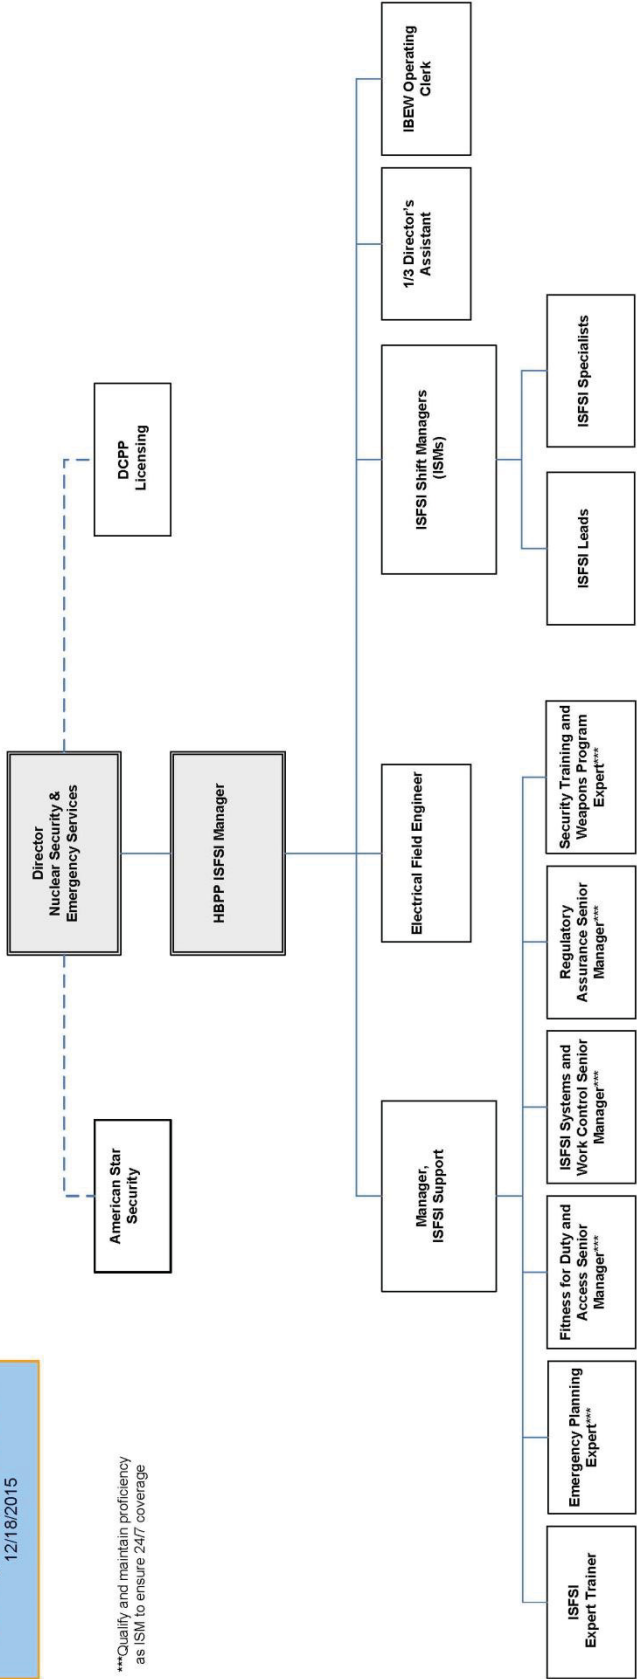 12/18/2015
***Qualify and maintain proficiency
as ISM to ensure 24/7 coverage
Director
Nuclear Security &
Emergency Services
American Star
Security
DCPP
Licensing
HBPP ISFSI Manager
Manager,
ISFSI Support
Electrical Field Engineer
ISFSI Shift Managers
(ISMs)
1/3 Director's
Assistant
IBEW Operating
Clerk
ISFSI
Expert Trainer
Emergency Planning
Expert***
Fitness for Duty and
Access Senior
Manager***
ISFSI Systems and
Work Control Senior
Manager***
Regulatory
Assurance Senior
Manager***
Security Training and
Weapons Program
Expert***
ISFSI Leads
ISFSI Specialists